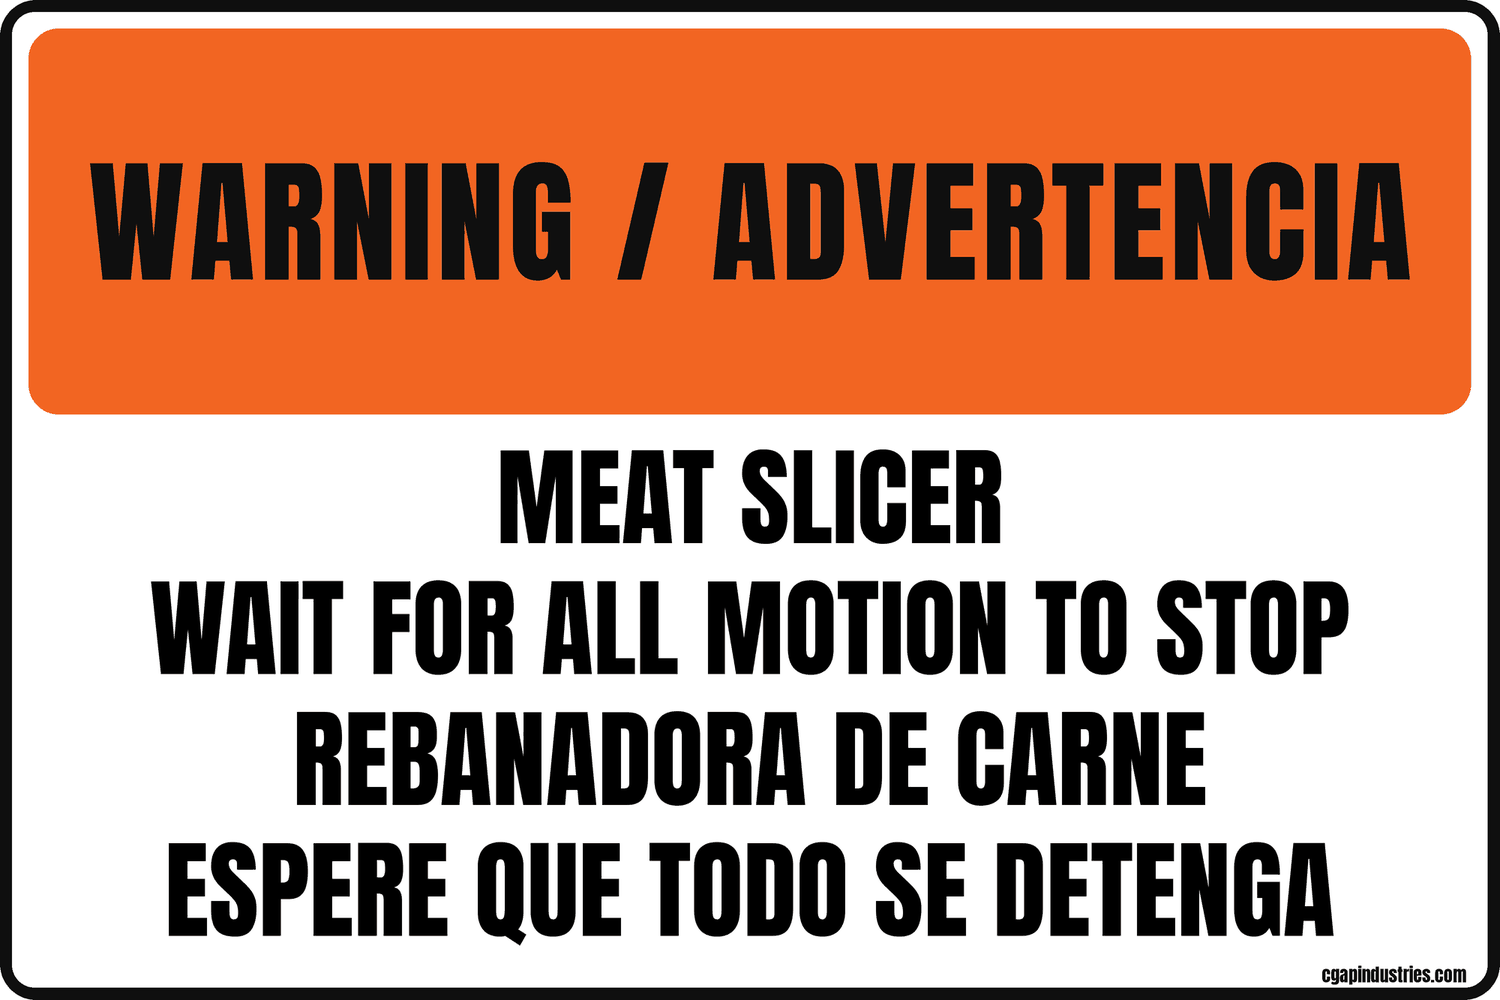 WARNING / ADVERTENCIA
MEAT SLICER
WAIT FOR ALL MOTION TO STOP
REBANADORA DE CARNE
ESPERE QUE TODO SE DETENGA
cgapindustries.com